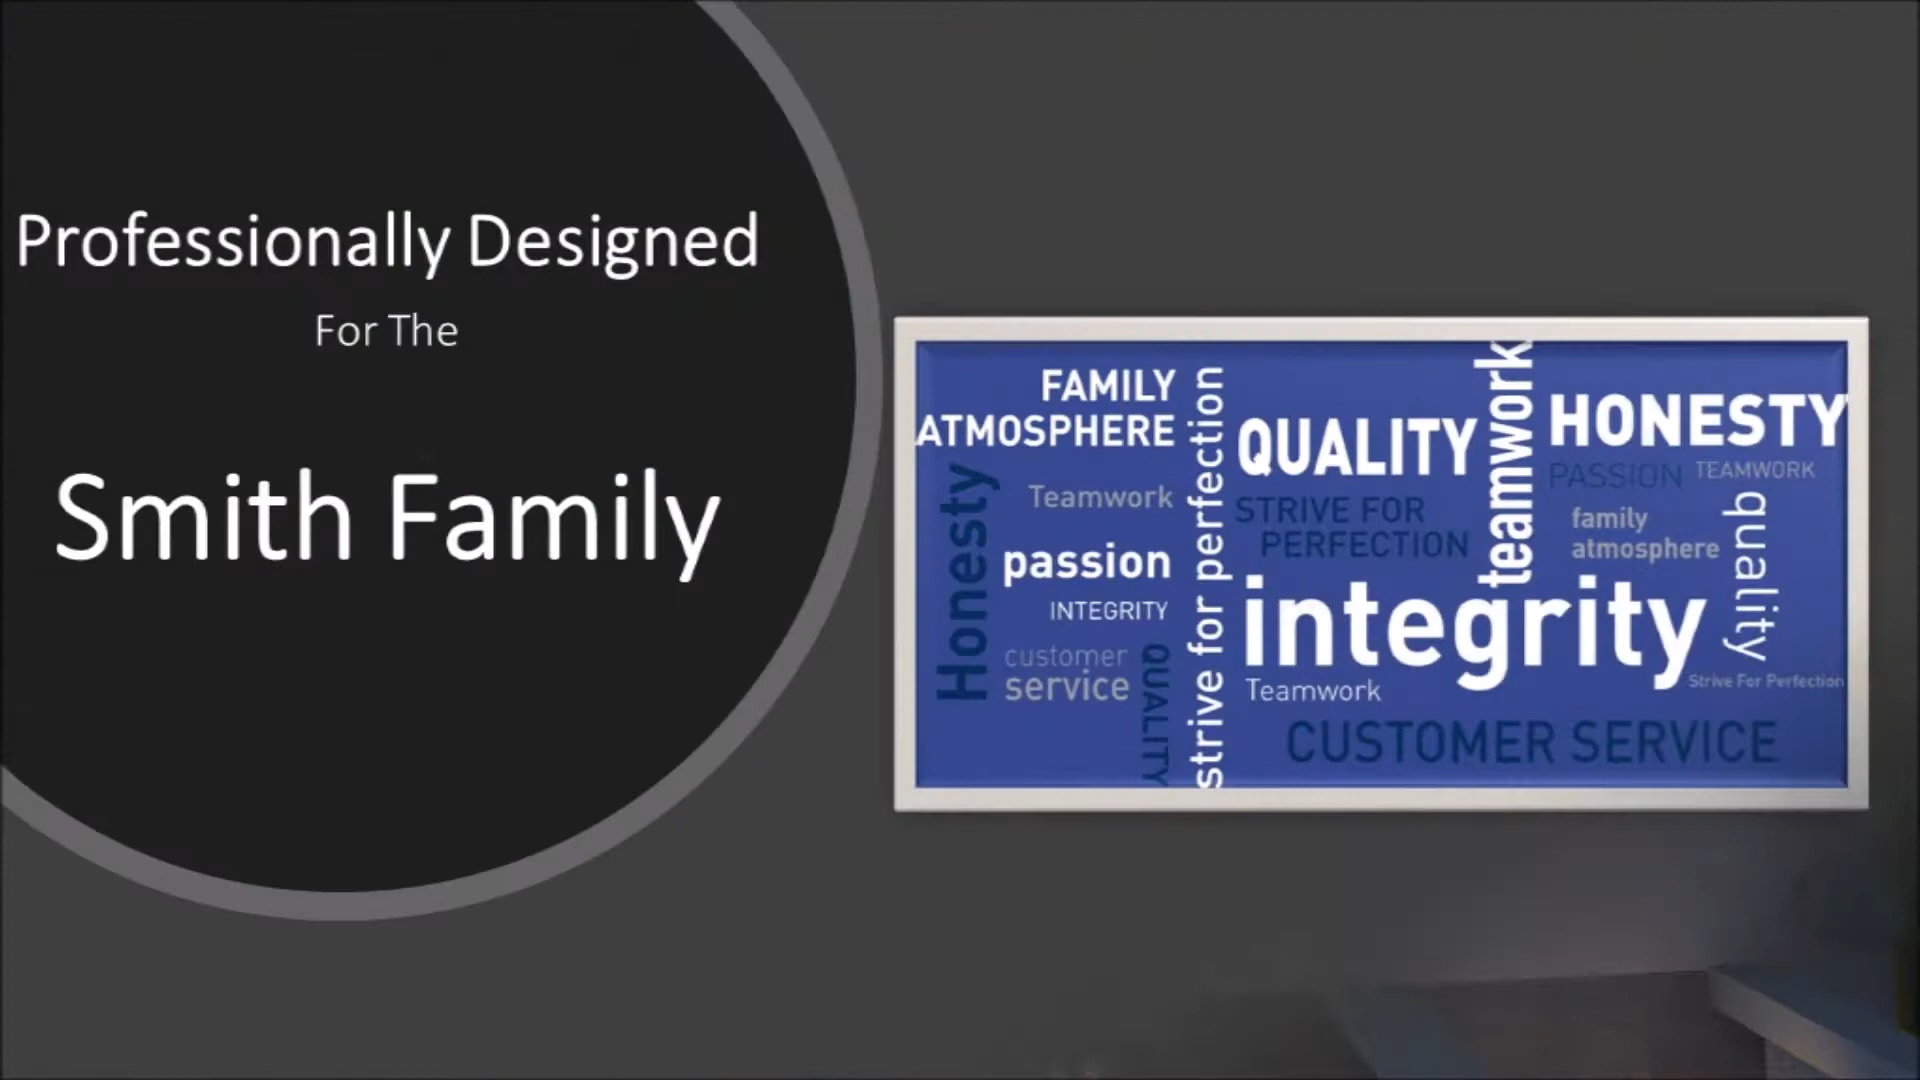 Professionally Designed
For The
Smith Family
FAMILY
ATMOSPHERE
Honesty
Teamwork
passion
INTEGRITY
customer
service
QUALITY
strive for perfection
QUALITY
STRIVE FOR
PERFECTION
teamwork
HONESTY
PASSION
TEAMWORK
family
atmosphere
quality
integrity
Strive For Perfection
Teamwork
CUSTOMER SERVICE